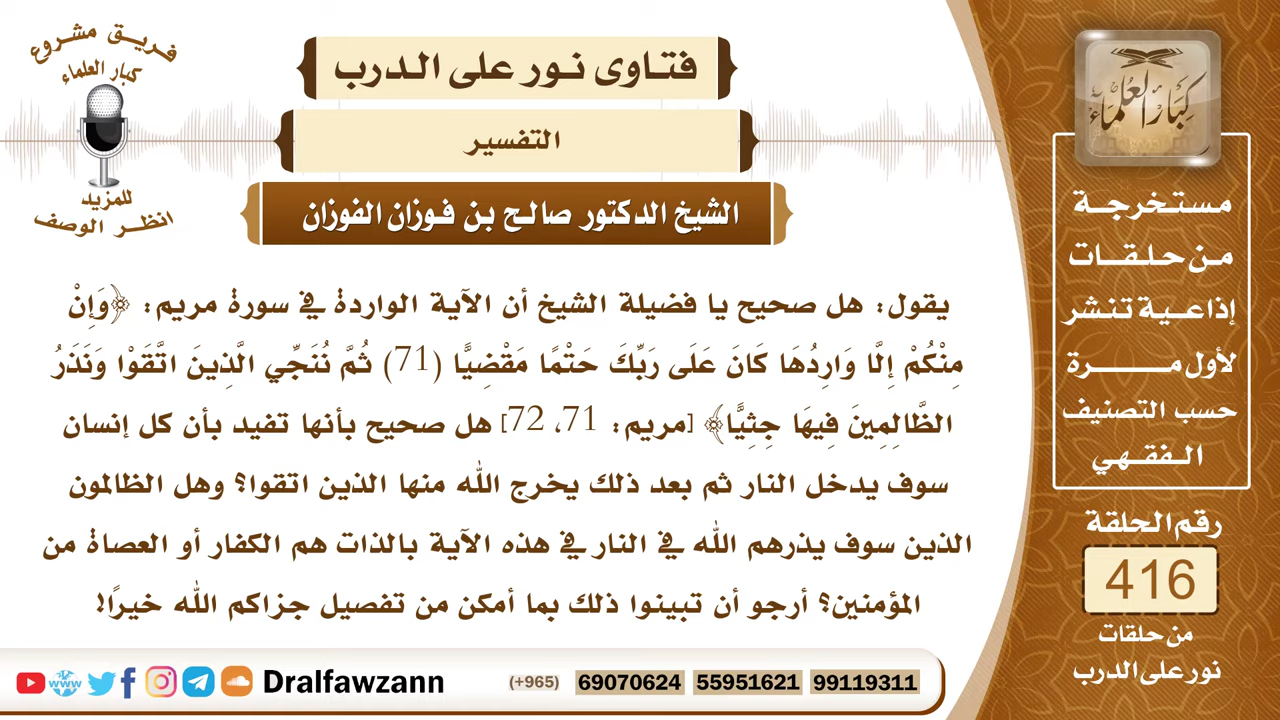 فريق مشروع
كبار العلماء
للمزيد
انظر الوصف
فتاوى نور على الدرب
التفسير
الشيخ الدكتور صالح بن فوزان الفوزان
يقول: هل صحيح يا فضيلة الشيخ أن الآية الواردة في سورة مريم: ﴿وَإِنْ
مِنْكُمْ إِلَّا وَارِدُهَا كَانَ عَلَى رَبِّكَ حَتْمًا مَقْضِيًّا (71) ثُمَّ نُنَجِّي الَّذِينَ اتَّقَوْا وَنَذَرُ
الظَّالِمِينَ فِيهَا جِثِيًّا﴾ [مريم: 71، 72] هل صحيح بأنها تفيد بأن كل إنسان
سوف يدخل النار ثم بعد ذلك يخرج الله منها الذين اتقوا؟ وهل الظالمون
الذين سوف يذرهم الله في النار في هذه الآية بالذات هم الكفار أو العصاة من
المؤمنين؟ أرجو أن تبينوا ذلك بما أمكن من تفصيل جزاكم الله خيرًا!
كبار العلماء
مستخرجة
من حلقات
إذاعية تنشر
لأول مرة
حسب التصنيف
الفقهي
رقم الحلقة
416
من حلقات
نور على الدرب
www Dralfawzann (+965) 69070624 55951621 99119311